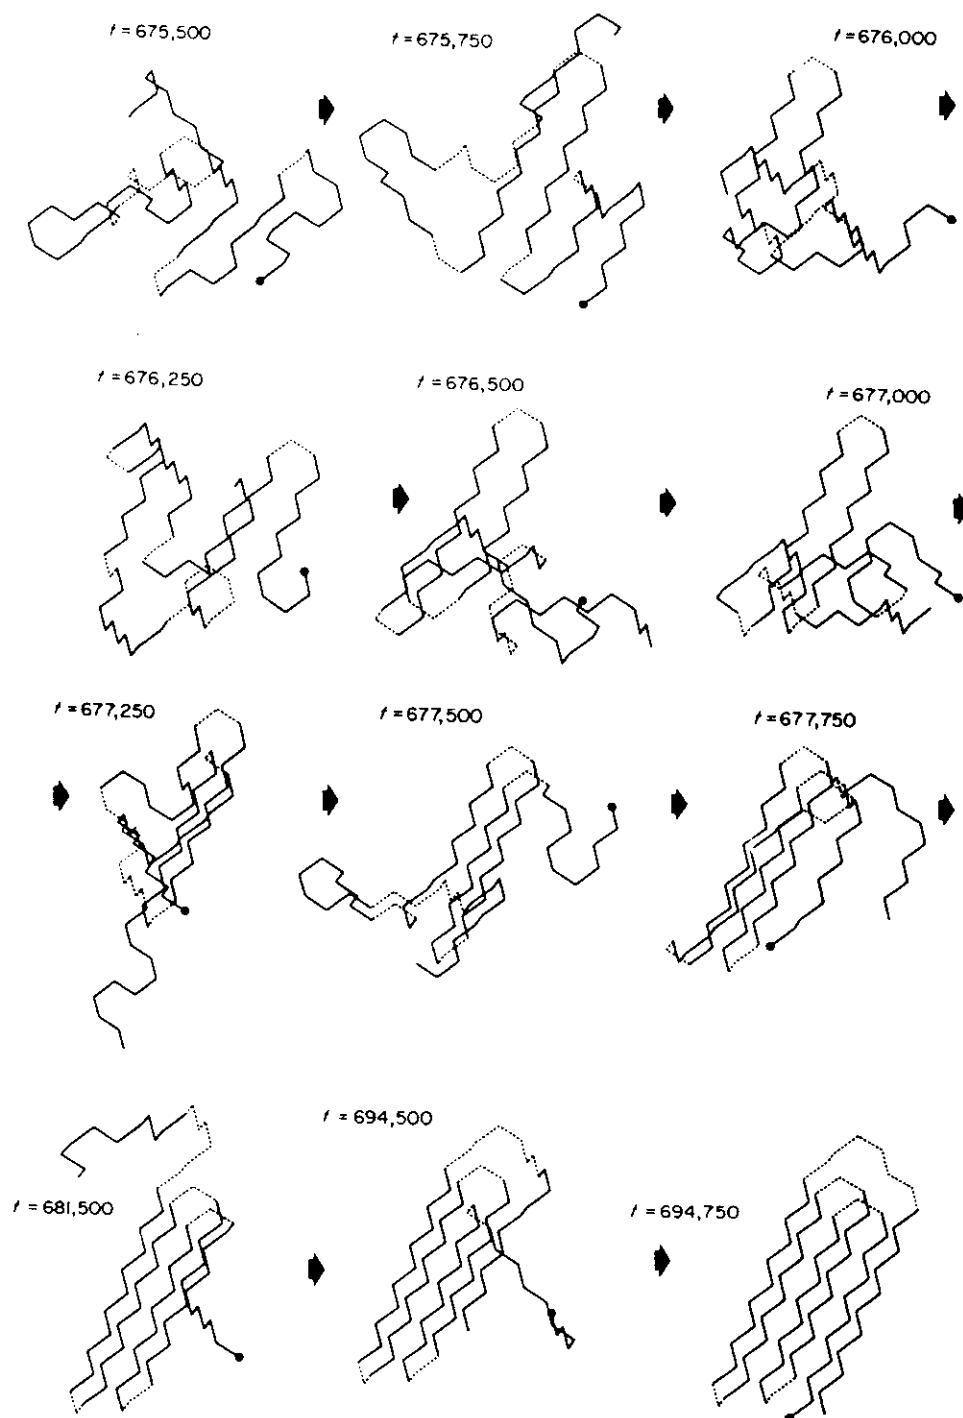 t = 675,500
t = 675,750
t = 676,000
t = 676,250
t = 676,500
t = 677,000
t = 677,250
t = 677,500
t = 677,750
t = 681,500
t = 694,500
t = 694,750